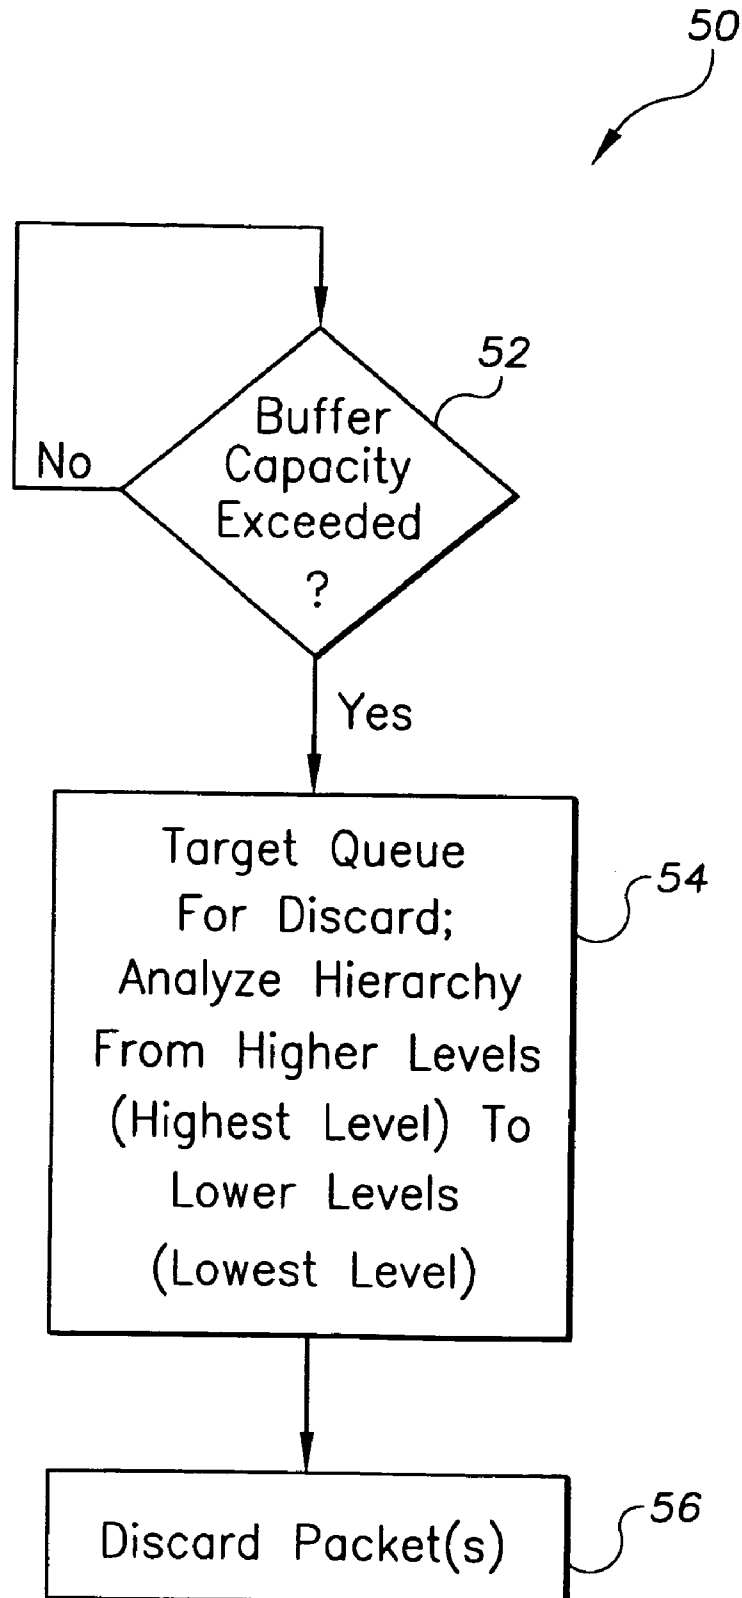 50
52
Buffer
Capacity
Exceeded
?
No
Yes
Target Queue
For Discard;
Analyze Hierarchy
From Higher Levels
(Highest Level) To
Lower Levels
(Lowest Level)
54
Discard Packet(s)
56